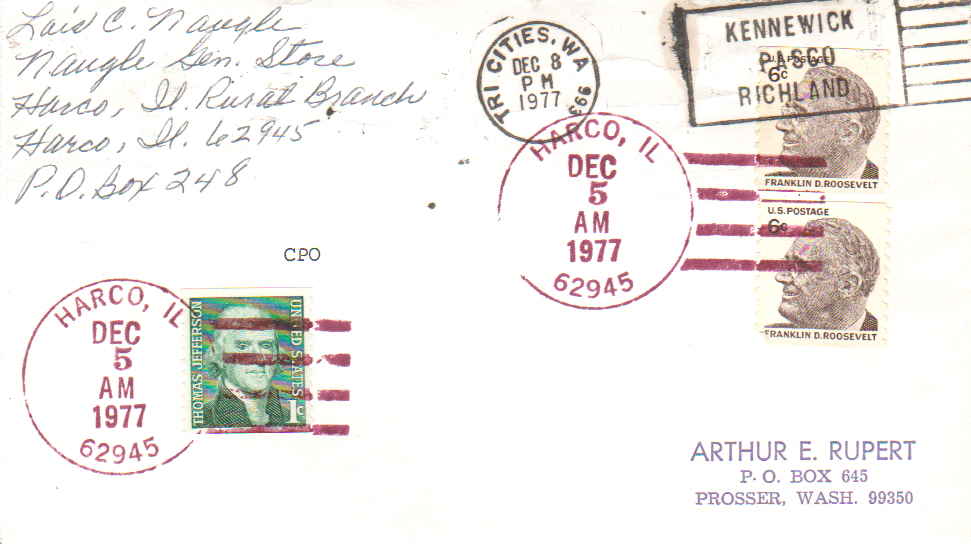 Lois C. Naugle
Naugle Gen. Store
Harco, Il. Rural Branch
Harco, Il. 62945
P.O. Box 248
TRI CITIES, WA 993
DEC 8
PM
1977
KENNEWICK
PASCO
RICHLAND
U.S. POSTAGE
6c
FRANKLIN D. ROOSEVELT
U.S. POSTAGE
6c
FRANKLIN D. ROOSEVELT
HARCO, IL
DEC
5
AM
1977
62945
CPO
HARCO, IL
DEC
5
AM
1977
62945
THOMAS JEFFERSON
UNITED STATES
1c
ARTHUR E. RUPERT
P. O. BOX 645
PROSSER, WASH. 99350